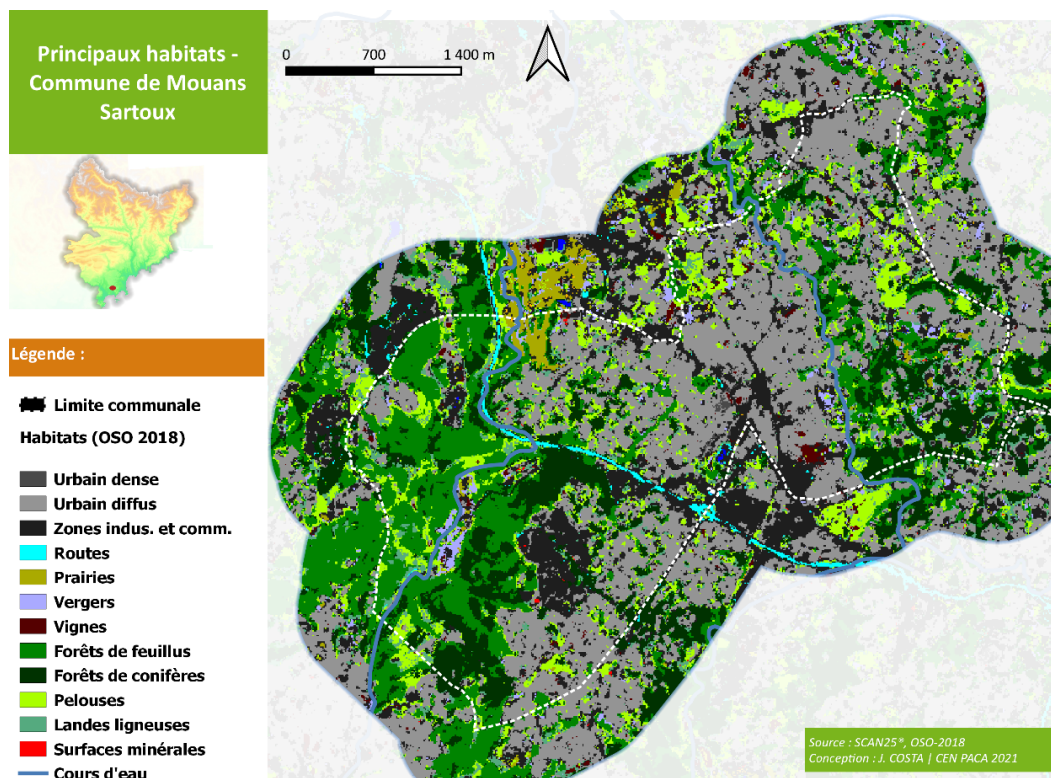 Principaux habitats -
Commune de Mouans
Sartoux
0 700 1 400 m
Légende :
Limite communale
Habitats (OSO 2018)
Urbain dense
Urbain diffus
Zones indus. et comm.
Routes
Prairies
Vergers
Vignes
Forêts de feuillus
Forêts de conifères
Pelouses
Landes ligneuses
Surfaces minérales
Cours d'eau
Source : SCAN25®, OSO-2018
Conception : J. COSTA | CEN PACA 2021